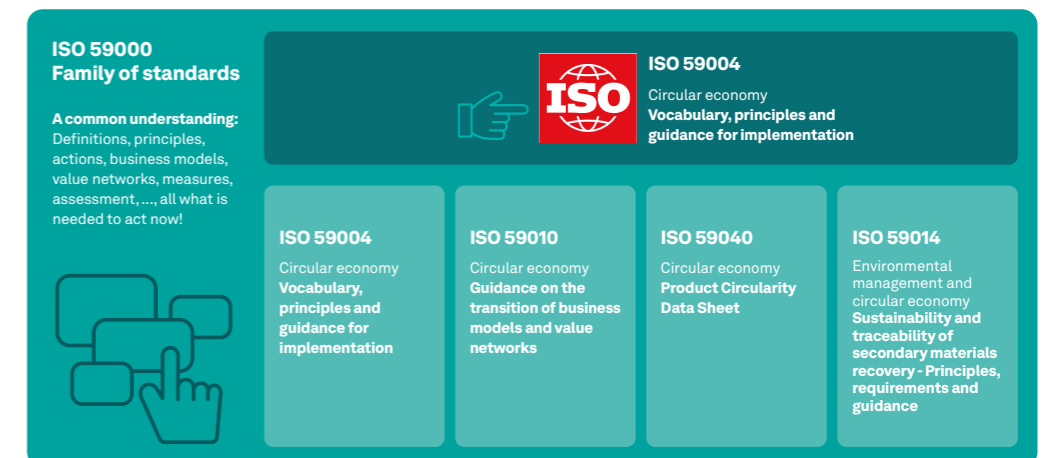 ISO 59000
Family of standards
A common understanding:
Definitions, principles,
actions, business models,
value networks, measures,
assessment, ..., all what is
needed to act now!
ISO
ISO 59004
Circular economy
Vocabulary, principles and
guidance for implementation
ISO 59004
Circular economy
Vocabulary,
principles and
guidance for
implementation
ISO 59010
Circular economy
Guidance on the
transition of business
models and value
networks
ISO 59040
Circular economy
Product Circularity
Data Sheet
ISO 59014
Environmental
management and
circular economy
Sustainability and
traceability of
secondary materials
recovery - Principles,
requirements and
guidance